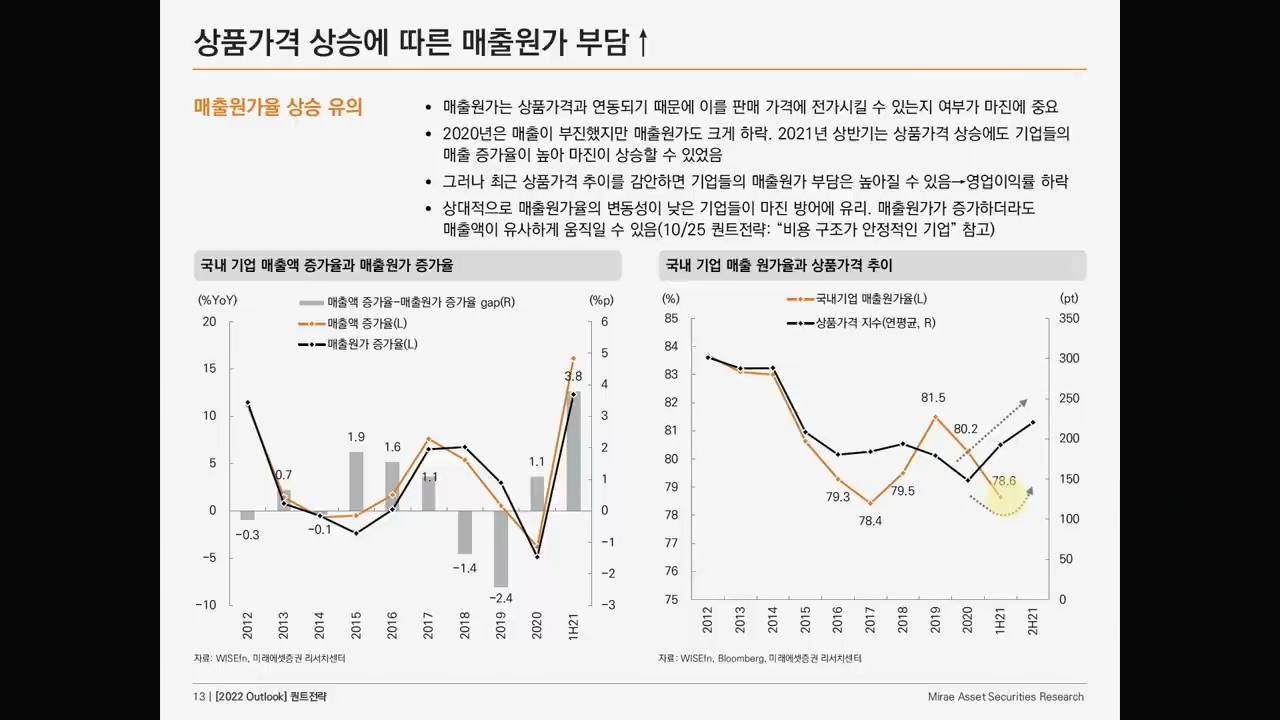 상품가격 상승에 따른 매출원가 부담↑
매출원가율 상승 유의
• 매출원가는 상품가격과 연동되기 때문에 이를 판매 가격에 전가시킬 수 있는지 여부가 마진에 중요
• 2020년은 매출이 부진했지만 매출원가도 크게 하락. 2021년 상반기는 상품가격 상승에도 기업들의
매출 증가율이 높아 마진이 상승할 수 있었음
• 그러나 최근 상품가격 추이를 감안하면 기업들의 매출원가 부담은 높아질 수 있음→영업이익률 하락
• 상대적으로 매출원가율의 변동성이 낮은 기업들이 마진 방어에 유리. 매출원가가 증가하더라도
매출액이 유사하게 움직일 수 있음(10/25 퀀트전략: “비용 구조가 안정적인 기업” 참고)
국내 기업 매출액 증가율과 매출원가 증가율
(%YoY)
(%p)
매출액 증가율-매출원가 증가율 gap(R)
매출액 증가율(L)
매출원가 증가율(L)
20
15
10
5
0
-5
-10
6
5
4
3
2
1
0
-1
-2
-3
-0.3
0.7
-0.1
1.9
1.6
1.1
-1.4
-2.4
1.1
3.8
2012
2013
2014
2015
2016
2017
2018
2019
2020
1H21
자료: WISEfn, 미래에셋증권 리서치센터
국내 기업 매출 원가율과 상품가격 추이
(%)
(pt)
국내기업 매출원가율(L)
상품가격 지수(연평균, R)
85
84
83
82
81
80
79
78
77
76
75
350
300
250
200
150
100
50
0
79.3
78.4
79.5
81.5
80.2
78.6
2012
2013
2014
2015
2016
2017
2018
2019
2020
1H21
2H21
자료: WISEfn, Bloomberg, 미래에셋증권 리서치센터
13 | [2022 Outlook] 퀀트전략
Mirae Asset Securities Research